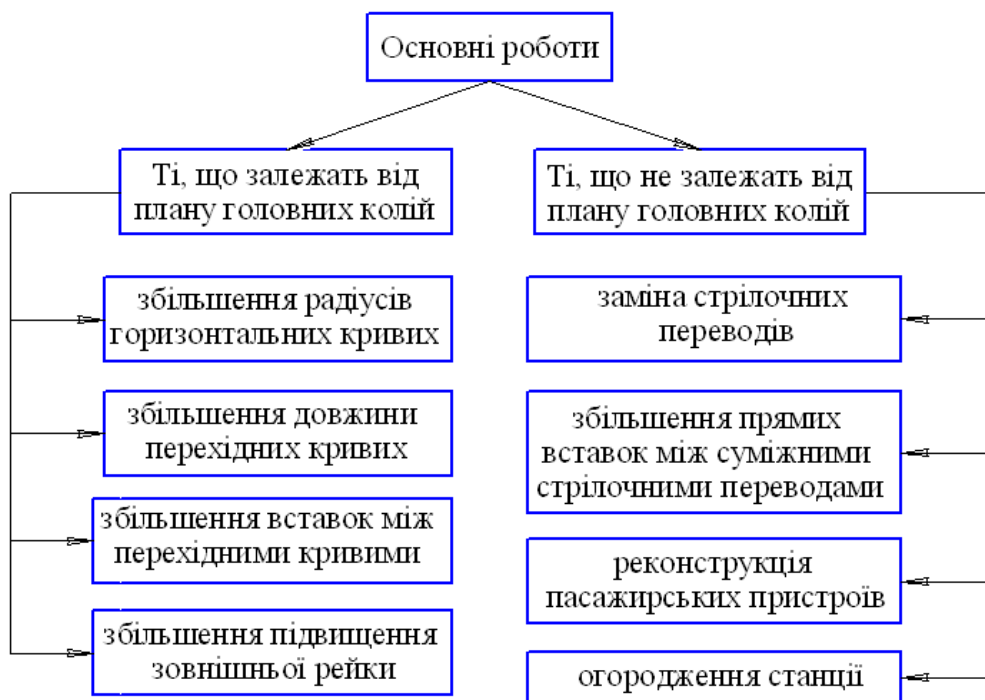 Основні роботи
Ті, що залежать від
плану головних колій
Ті, що не залежать від
плану головних колій
збільшення радіусів
горизонтальних кривих
збільшення довжини
перехідних кривих
збільшення вставок між
перехідними кривими
збільшення підвищення
зовнішньої рейки
заміна стрілочних
переводів
збільшення прямих
вставок між суміжними
стрілочними переводами
реконструкція
пасажирських пристроїв
огородження станції